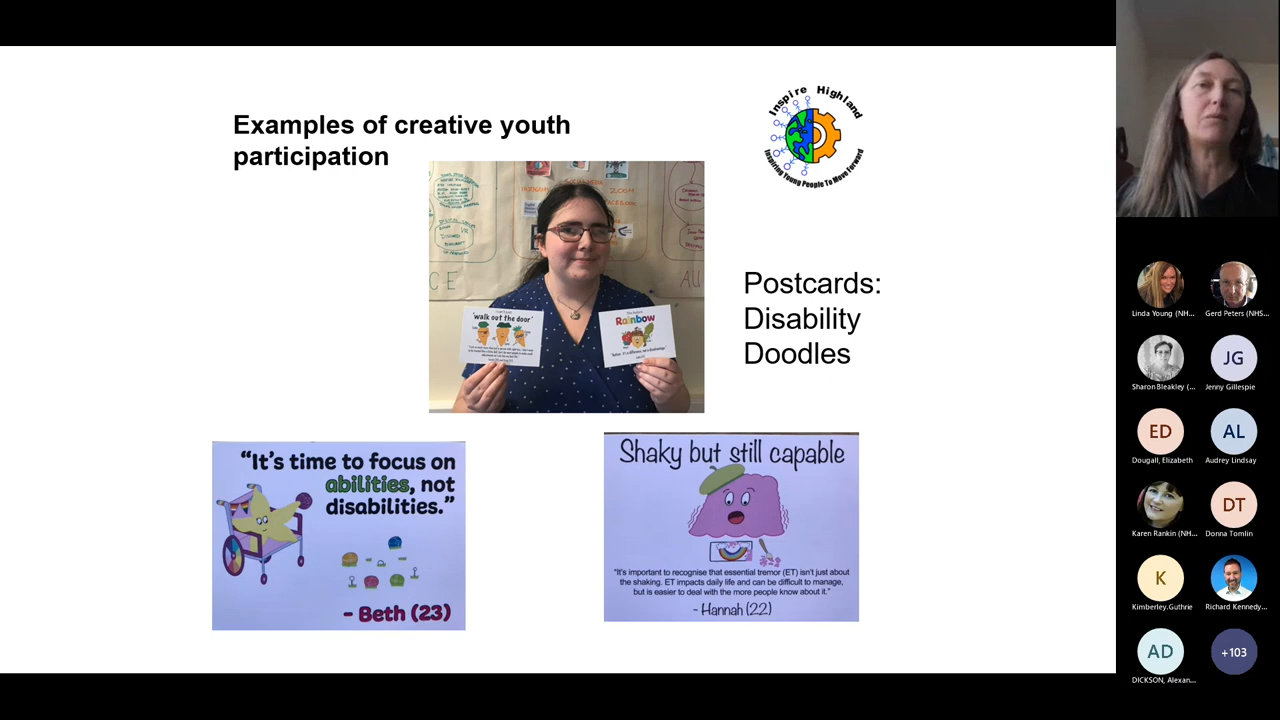 Examples of creative youth
participation
Inspire Highland
Inspiring Young People To Move Forward
ZOOM
'walk out the door'
Rainbow
Postcards:
Disability
Doodles
"It's time to focus on
abilities, not
disabilities."
- Beth (23)
Shaky but still capable
"It's important to recognise that essential tremor (ET) isn't just about
the shaking. ET impacts daily life and can be difficult to manage,
but is easier to deal with the more people know about it."
- Hannah (22)
Linda Young (NH...
Gerd Peters (NHS...
Sharon Bleakley (...
JG
Jenny Gillespie
ED
Dougall, Elizabeth
AL
Audrey Lindsay
Karen Rankin (NH...
DT
Donna Tomlin
K
Kimberley.Guthrie
Richard Kennedy...
AD
DICKSON, Alexan...
+103